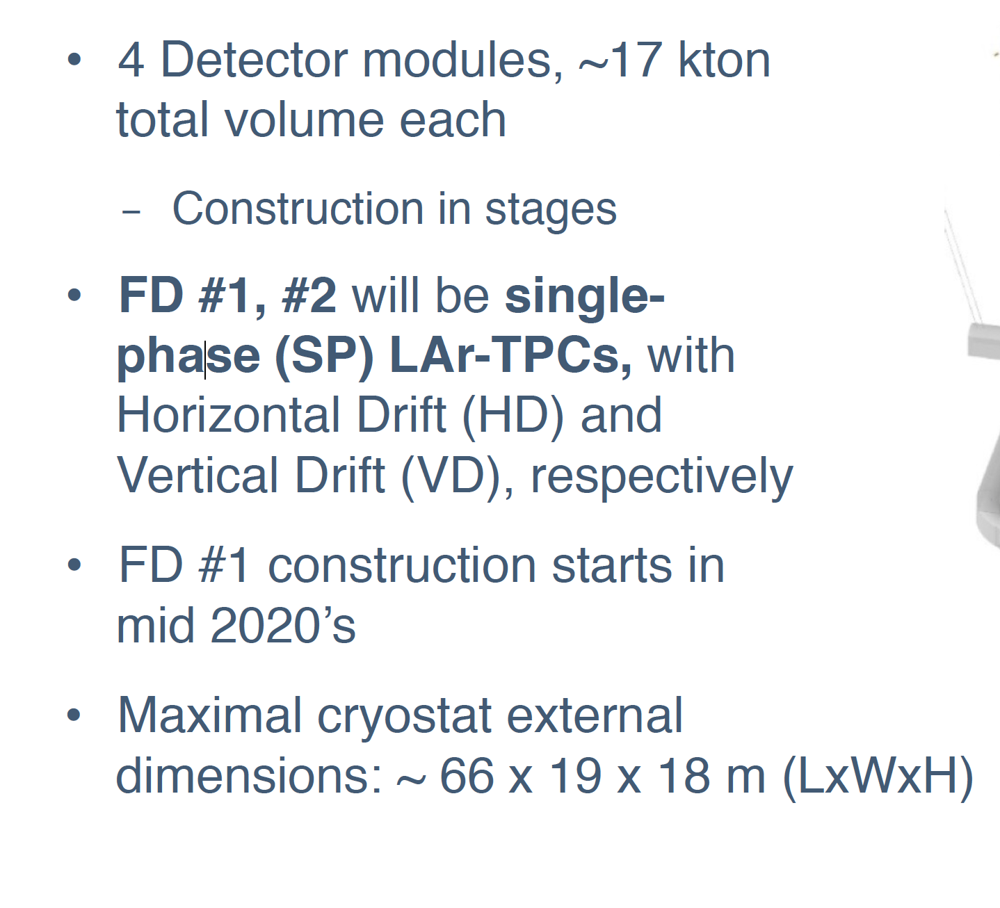 • 4 Detector modules, ~17 kton
total volume each
– Construction in stages
• FD #1, #2 will be single-
phase (SP) LAr-TPCs, with
Horizontal Drift (HD) and
Vertical Drift (VD), respectively
• FD #1 construction starts in
mid 2020’s
• Maximal cryostat external
dimensions: ~ 66 x 19 x 18 m (LxWxH)